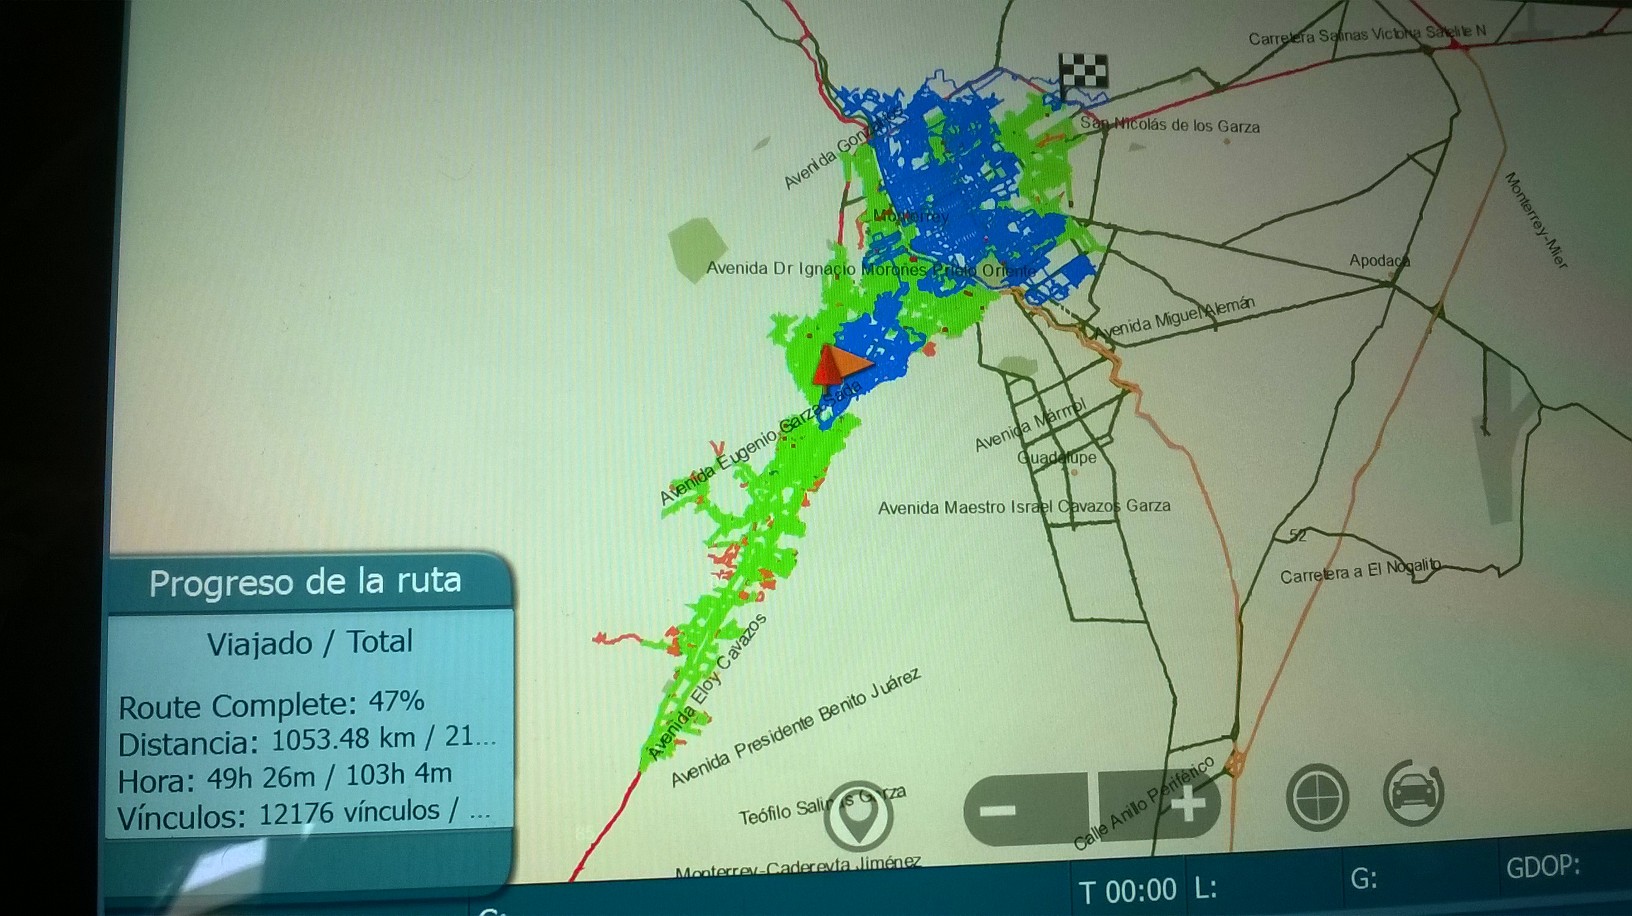 Carretera Salinas Victoria Satelite N
San Nicolás de los Garza
Monterrey
Avenida Dr Ignacio Morones Prieto Oriente
Monterrey-Mier
Apodaca
Avenida Miguel Alemán
Avenida Eugenio Garza Sada
Avenida Mármol
Guadalupe
Avenida Maestro Israel Cavazos Garza
52
Carretera a El Nogalito
Progreso de la ruta
Viajado / Total
Route Complete: 47%
Distancia: 1053.48 km / 21...
Hora: 49h 26m / 103h 4m
Vínculos: 12176 vínculos / ...
Avenida Eloy Cavazos
Avenida Presidente Benito Juárez
Teófilo Salinas Garza
Calle Anillo Periférico
Monterrey-Cadereyta Jiménez
T 00:00
L:
G:
GDOP: